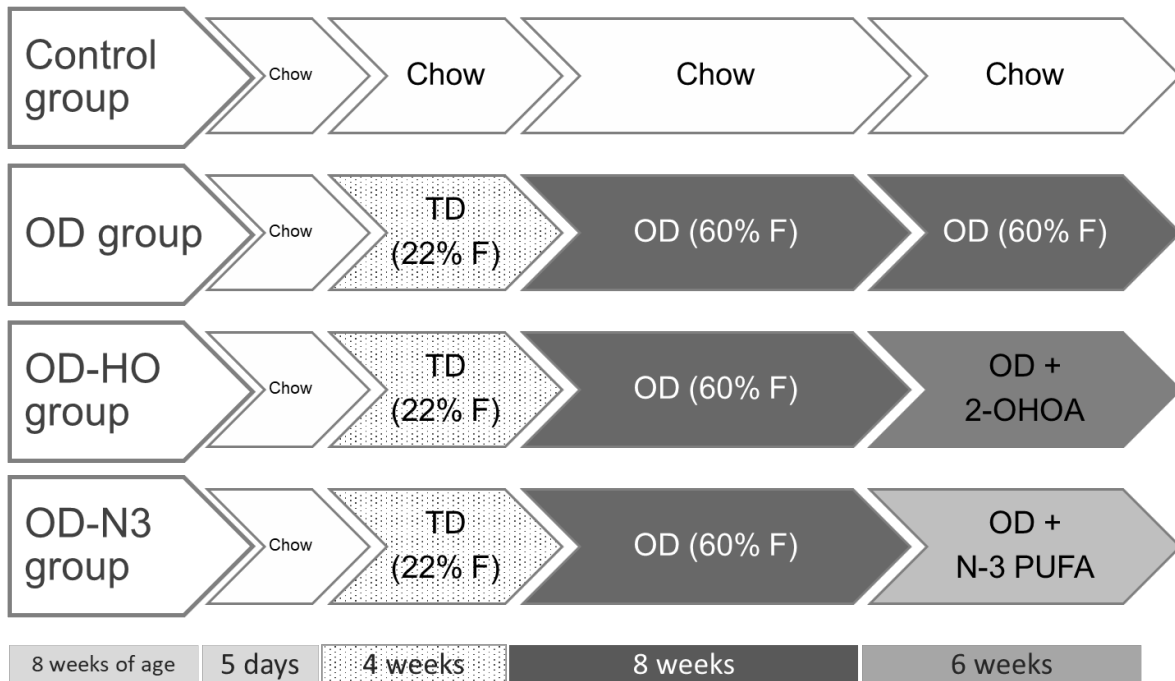 Control
group
Chow
Chow
Chow
Chow
OD group
Chow
TD
(22% F)
OD (60% F)
OD (60% F)
OD-HO
group
Chow
TD
(22% F)
OD (60% F)
OD +
2-OHOA
OD-N3
group
Chow
TD
(22% F)
OD (60% F)
OD +
N-3 PUFA
8 weeks of age
5 days
4 weeks
8 weeks
6 weeks